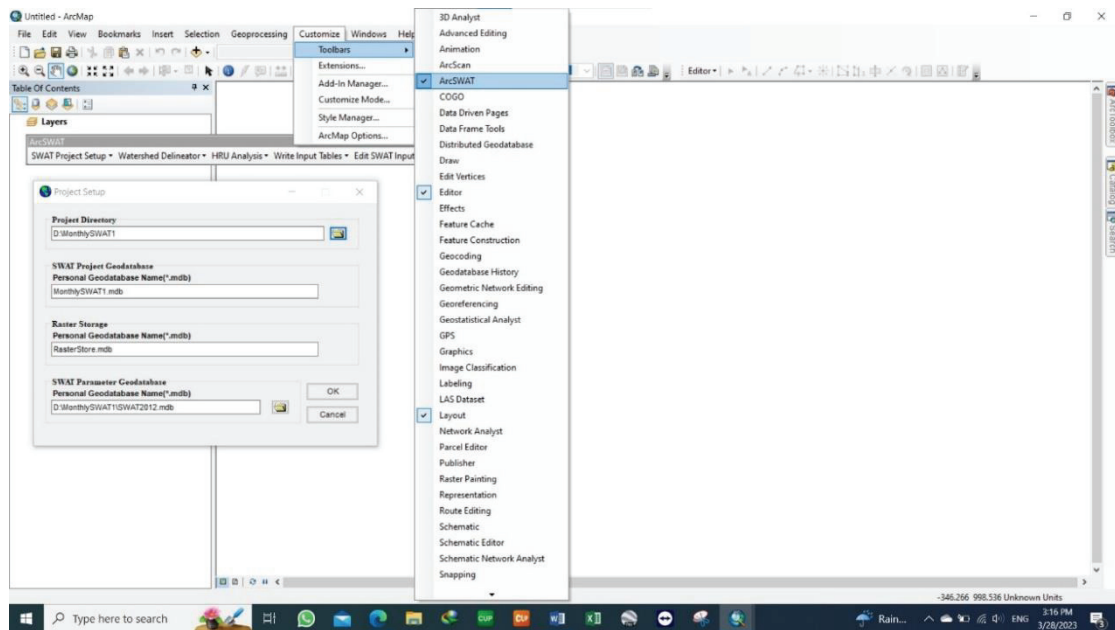 Untitled - ArcMap
File Edit View Bookmarks Insert Selection Geoprocessing Customize Windows Help
Toolbars
Extensions...
Add-In Manager...
Customize Mode...
Style Manager...
ArcMap Options...
3D Analyst
Advanced Editing
Animation
ArcScan
ArcSWAT
COGO
Data Driven Pages
Data Frame Tools
Distributed Geodatabase
Draw
Edit Vertices
Editor
Effects
Feature Cache
Feature Construction
Geocoding
Geodatabase History
Geometric Network Editing
Georeferencing
Geostatistical Analyst
GPS
Graphics
Image Classification
Labeling
LAS Dataset
Layout
Network Analyst
Parcel Editor
Publisher
Raster Painting
Representation
Route Editing
Schematic
Schematic Editor
Schematic Network Analyst
Snapping
Editor
Table Of Contents
Layers
ArcSWAT
SWAT Project Setup Watershed Delineator HRU Analysis Write Input Tables Edit SWAT Input
Project Setup
Project Directory
D:\MonthlySWAT1
SWAT Project Geodatabase
Personal Geodatabase Name(*.mdb)
MonthlySWAT1.mdb
Raster Storage
Personal Geodatabase Name(*.mdb)
RasterStore.mdb
SWAT Parameter Geodatabase
Personal Geodatabase Name(*.mdb)
D:\MonthlySWAT1\SWAT2012.mdb
OK
Cancel
ArcToolbox
Catalog
Search
-346.266 998.536 Unknown Units
Type here to search
CUP
CUP
Rain...
ENG
3:16 PM
3/28/2023